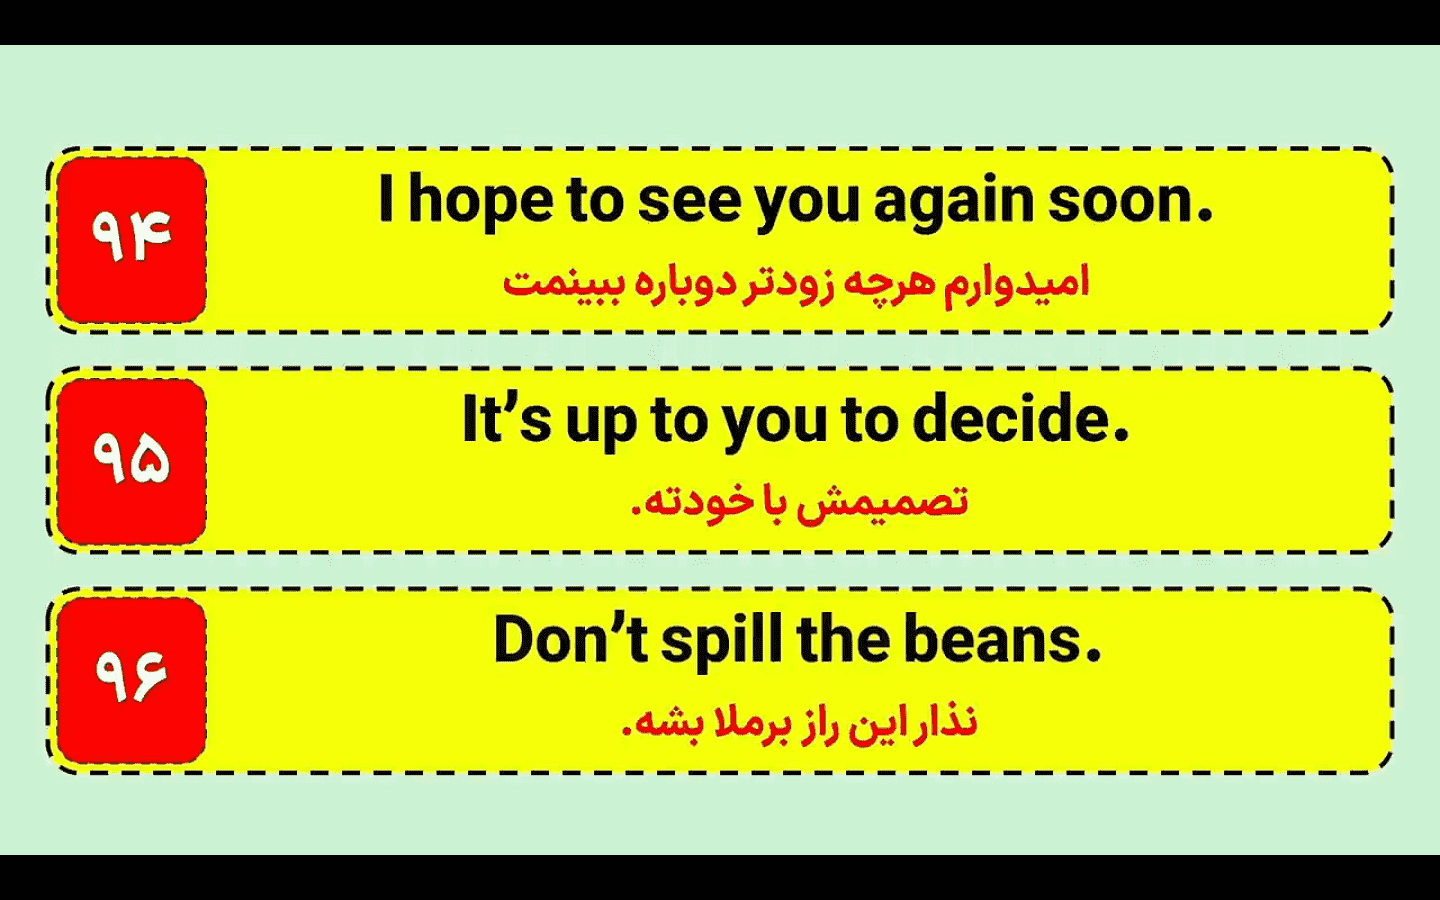 ۹۴
I hope to see you again soon.
امیدوارم هرچه زودتر دوباره ببینمت
۹۵
It’s up to you to decide.
تصمیمش با خودته.
۹۶
Don’t spill the beans.
نذار این راز برملا بشه.